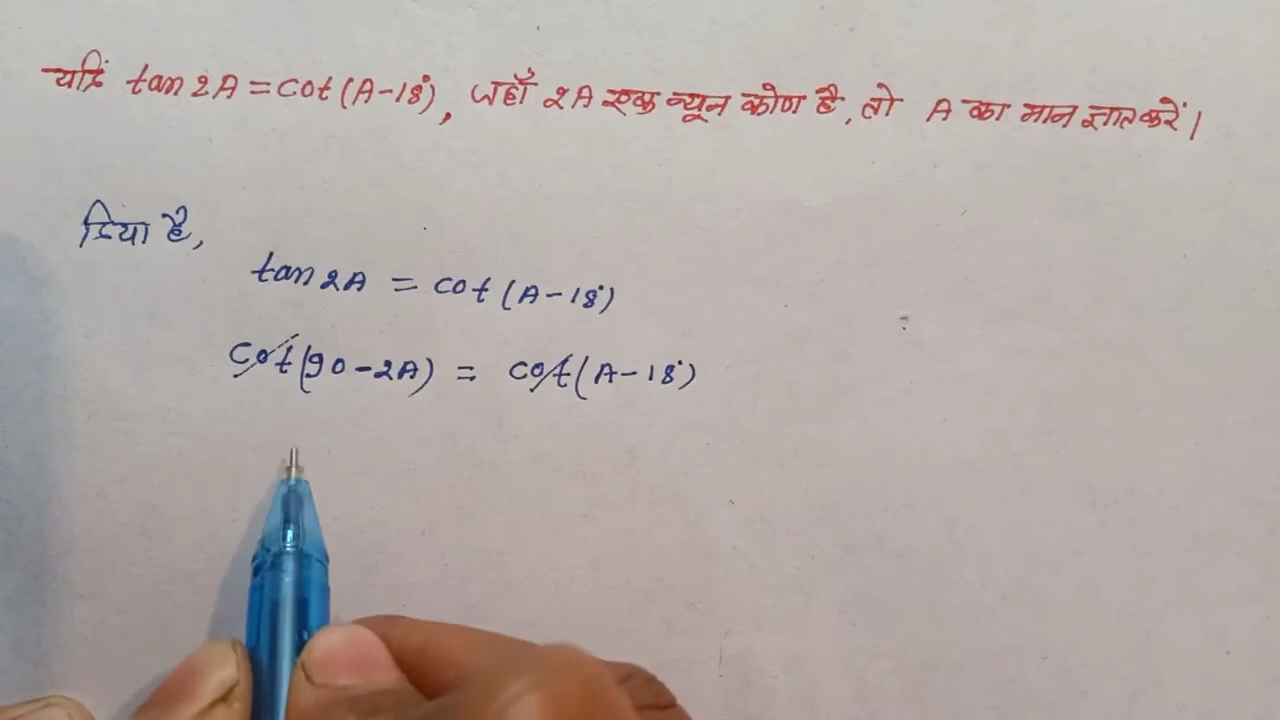 यदि tan 2A = cot (A - 18°), जहाँ 2A एक न्यून कोण है, तो A का मान ज्ञात करें।
दिया है,
tan 2A = cot (A - 18°)
cot (90 - 2A) = cot (A - 18°)